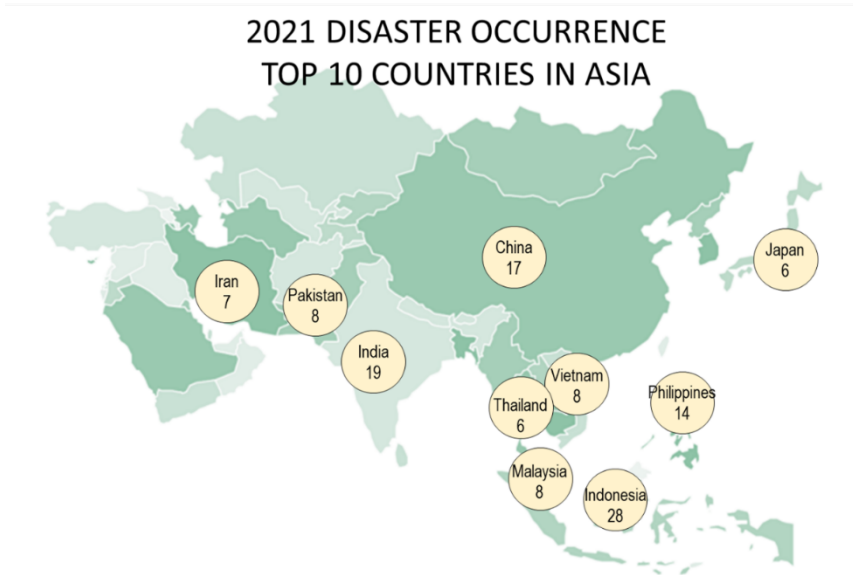 2021 DISASTER OCCURRENCE
TOP 10 COUNTRIES IN ASIA
China
17
Japan
6
Iran
7
Pakistan
8
India
19
Vietnam
8
Thailand
6
Philippines
14
Malaysia
8
Indonesia
28